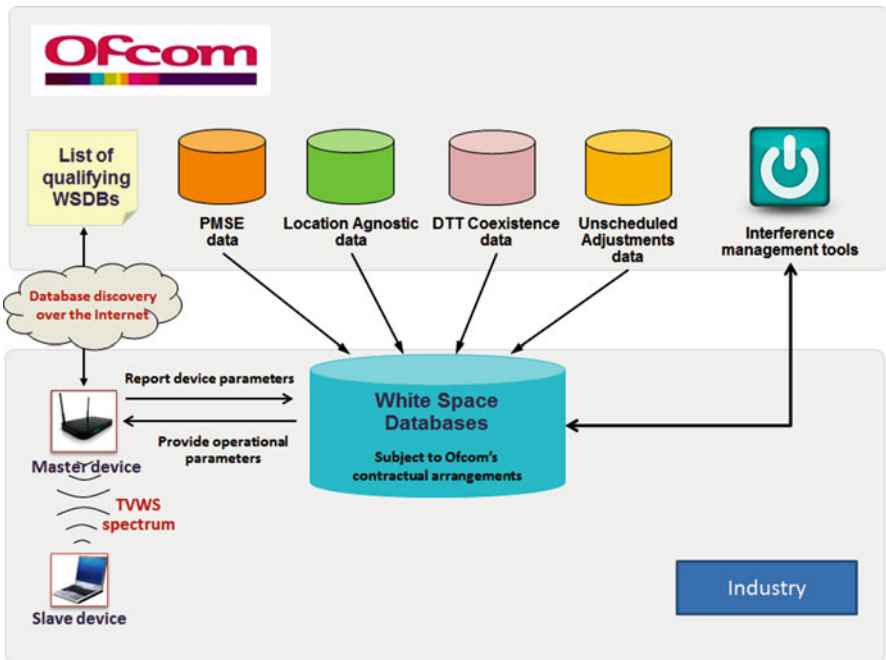 Ofcom
List of
qualifying
WSDBs
PMSE
data
Location Agnostic
data
DTT Coexistence
data
Unscheduled
Adjustments
data
Interference
management tools
Database discovery
over the Internet
Report device parameters
Provide operational
parameters
White Space
Databases
Subject to Ofcom's
contractual arrangements
Master device
TVWS
spectrum
Slave device
Industry